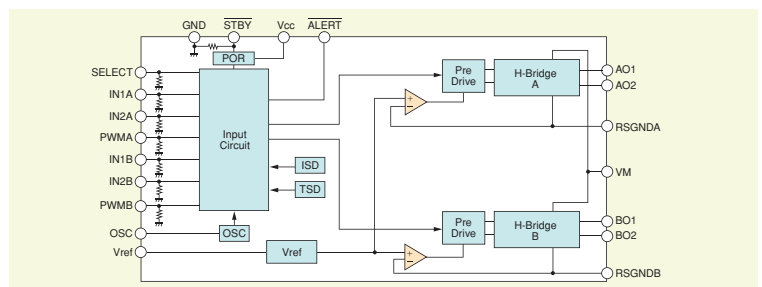 GND
STBY
Vcc
ALERT
SELECT
IN1A
IN2A
PWMA
IN1B
IN2B
PWMB
OSC
Vref
POR
Input
Circuit
ISD
TSD
OSC
Vref
Pre
Drive
H-Bridge
A
+
−
Pre
Drive
H-Bridge
B
+
−
AO1
AO2
RSGNDA
VM
BO1
BO2
RSGNDB